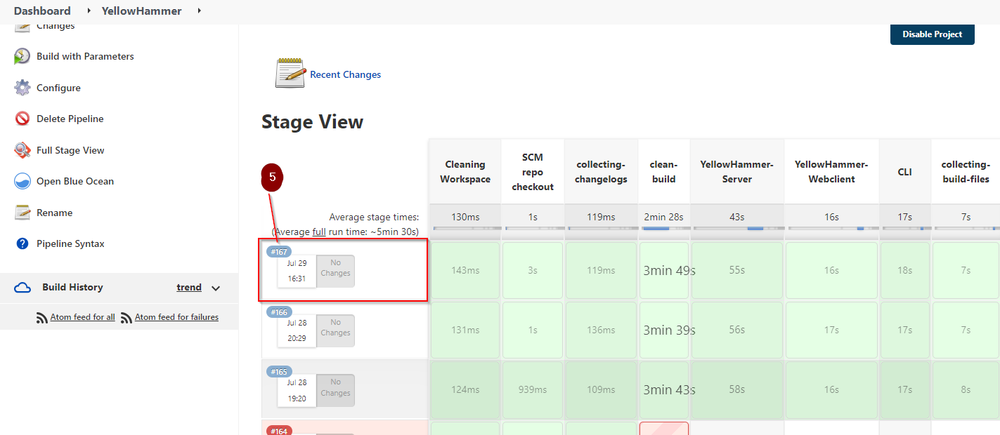 Dashboard
YellowHammer
Changes
Build with Parameters
Configure
Delete Pipeline
Full Stage View
Open Blue Ocean
Rename
Pipeline Syntax
Build History
trend
Atom feed for all
Atom feed for failures
Disable Project
Recent Changes
Stage View
5
Cleaning
Workspace
SCM
repo
checkout
collecting-
changelogs
clean-
build
YellowHammer-
Server
YellowHammer-
Webclient
CLI
collecting-
build-files
Average stage times:
(Average full run time: ~5min 30s)
130ms 1s 119ms 2min 28s 43s 16s 17s 7s
#167
Jul 29
16:31
No
Changes
143ms 3s 119ms 3min 49s 55s 16s 18s 7s
#166
Jul 28
20:29
No
Changes
131ms 1s 136ms 3min 39s 56s 17s 17s 7s
#165
Jul 28
19:20
No
Changes
124ms 939ms 109ms 3min 43s 58s 16s 17s 8s
#164